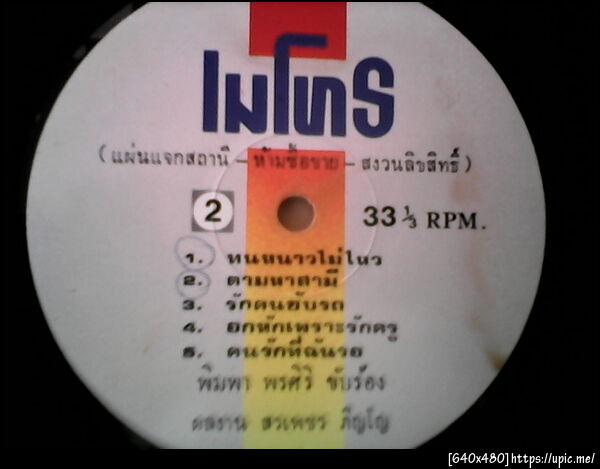 เมโทร
(แผ่นแจกสถานี – ห้ามซื้อขาย – สงวนลิขสิทธิ์)
2 33 1/3 RPM.
1. ทนหนาวไม่ไหว
2. ตามหาสามี
3. รักคนขับรถ
4. อกหักเพราะรักครู
5. คนรักที่ฉันรอ
พิมพา พรศิริ ขับร้อง
ผลงาน สรเพชร ภิญโญ
[640x480]https://upic.me/